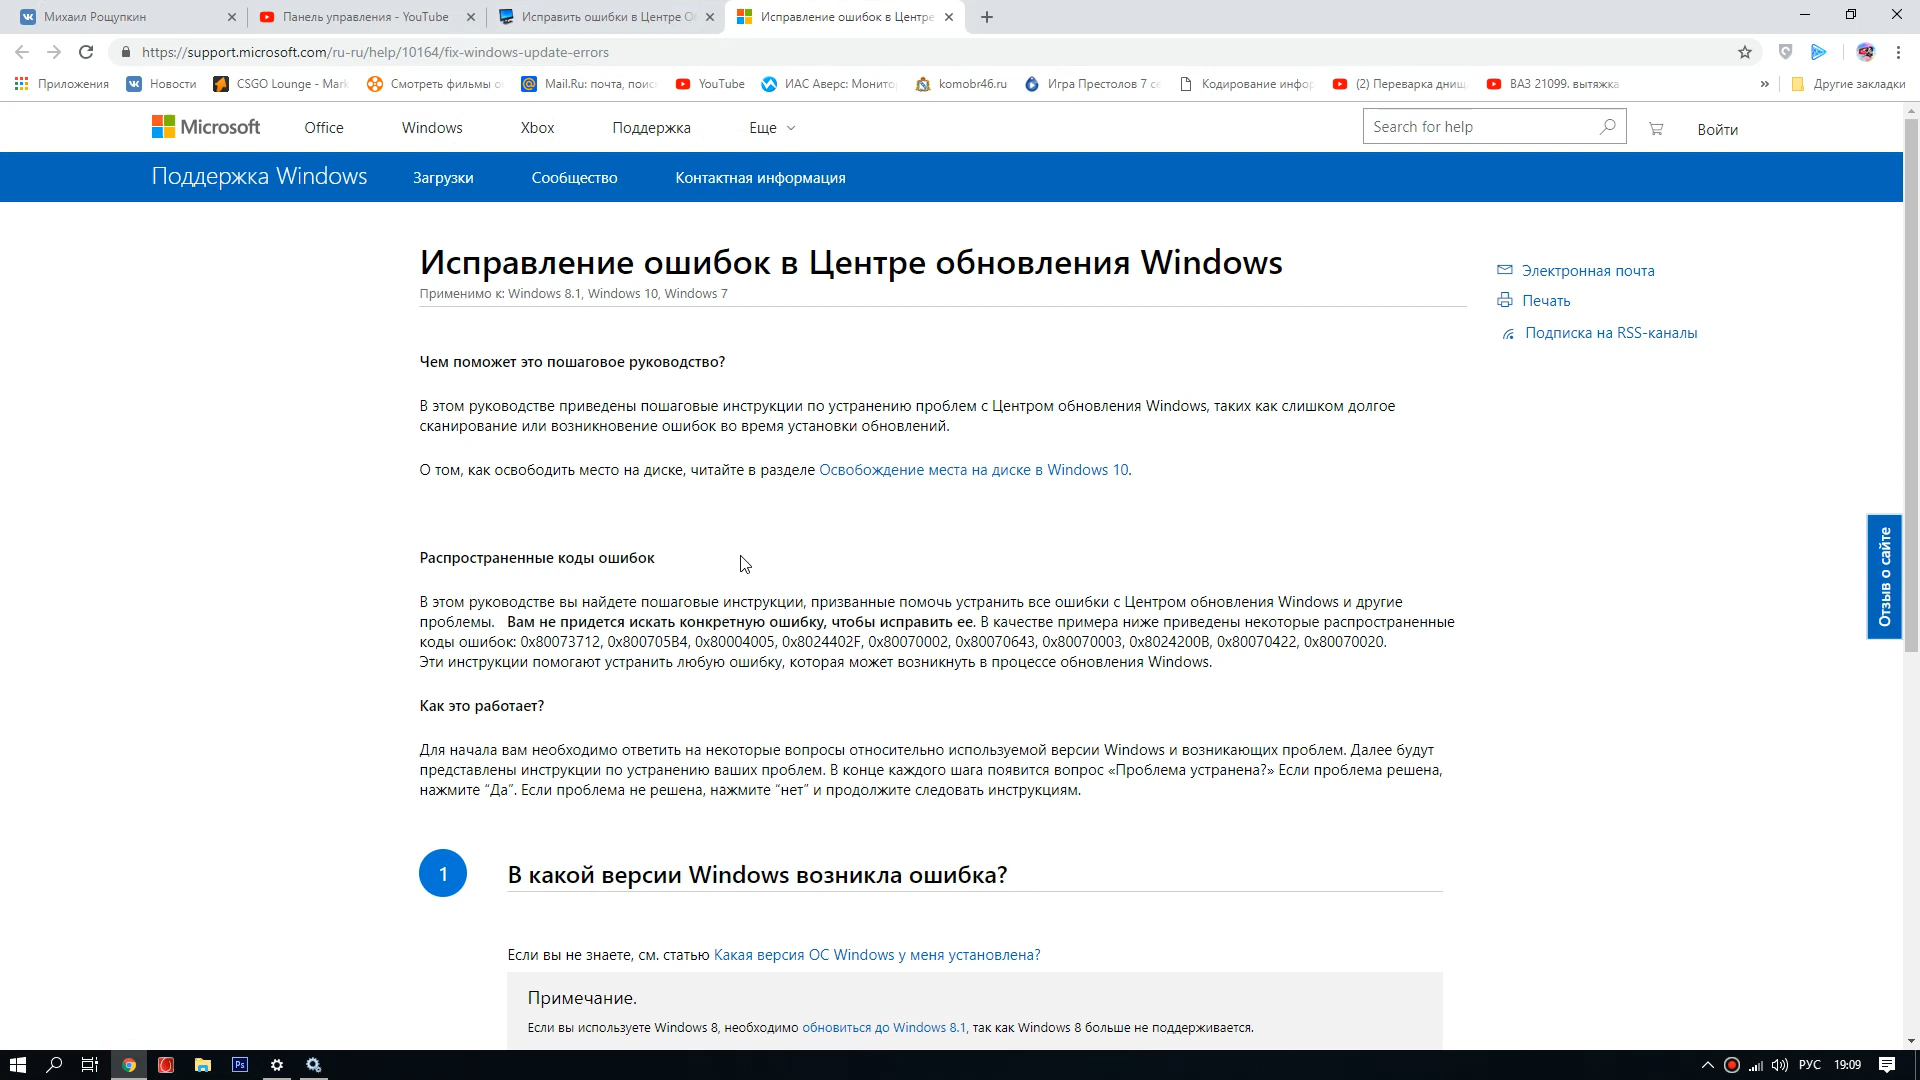 Михаил Рощупкин
Панель управления - YouTube
Исправить ошибки в Центре О
Исправление ошибок в Центре
https://support.microsoft.com/ru-ru/help/10164/fix-windows-update-errors
Приложения
Новости
CSGO Lounge - Mark
Смотреть фильмы о
Mail.Ru: почта, поис
YouTube
ИАС Аверс: Монито
komobr46.ru
Игра Престолов 7 се
Кодирование инфор
(2) Переварка днищ
ВАЗ 21099. вытяжка
»
Другие закладки
Microsoft
Office
Windows
Xbox
Поддержка
Еще
Search for help
Войти
Поддержка Windows
Загрузки
Сообщество
Контактная информация
Исправление ошибок в Центре обновления Windows
Применимо к: Windows 8.1, Windows 10, Windows 7
Электронная почта
Печать
Подписка на RSS-каналы
Чем поможет это пошаговое руководство?
В этом руководстве приведены пошаговые инструкции по устранению проблем с Центром обновления Windows, таких как слишком долгое
сканирование или возникновение ошибок во время установки обновлений.
О том, как освободить место на диске, читайте в разделе Освобождение места на диске в Windows 10.
Распространенные коды ошибок
В этом руководстве вы найдете пошаговые инструкции, призванные помочь устранить все ошибки с Центром обновления Windows и другие
проблемы. Вам не придется искать конкретную ошибку, чтобы исправить ее. В качестве примера ниже приведены некоторые распространенные
коды ошибок: 0x80073712, 0x800705B4, 0x80004005, 0x8024402F, 0x80070002, 0x80070643, 0x80070003, 0x8024200B, 0x80070422, 0x80070020.
Эти инструкции помогают устранить любую ошибку, которая может возникнуть в процессе обновления Windows.
Как это работает?
Для начала вам необходимо ответить на некоторые вопросы относительно используемой версии Windows и возникающих проблем. Далее будут
представлены инструкции по устранению ваших проблем. В конце каждого шага появится вопрос «Проблема устранена?» Если проблема решена,
нажмите “Да”. Если проблема не решена, нажмите “нет” и продолжите следовать инструкциям.
1
В какой версии Windows возникла ошибка?
Если вы не знаете, см. статью Какая версия ОС Windows у меня установлена?
Примечание.
Если вы используете Windows 8, необходимо обновиться до Windows 8.1, так как Windows 8 больше не поддерживается.
Отзыв о сайте
Ps
РУС
19:09